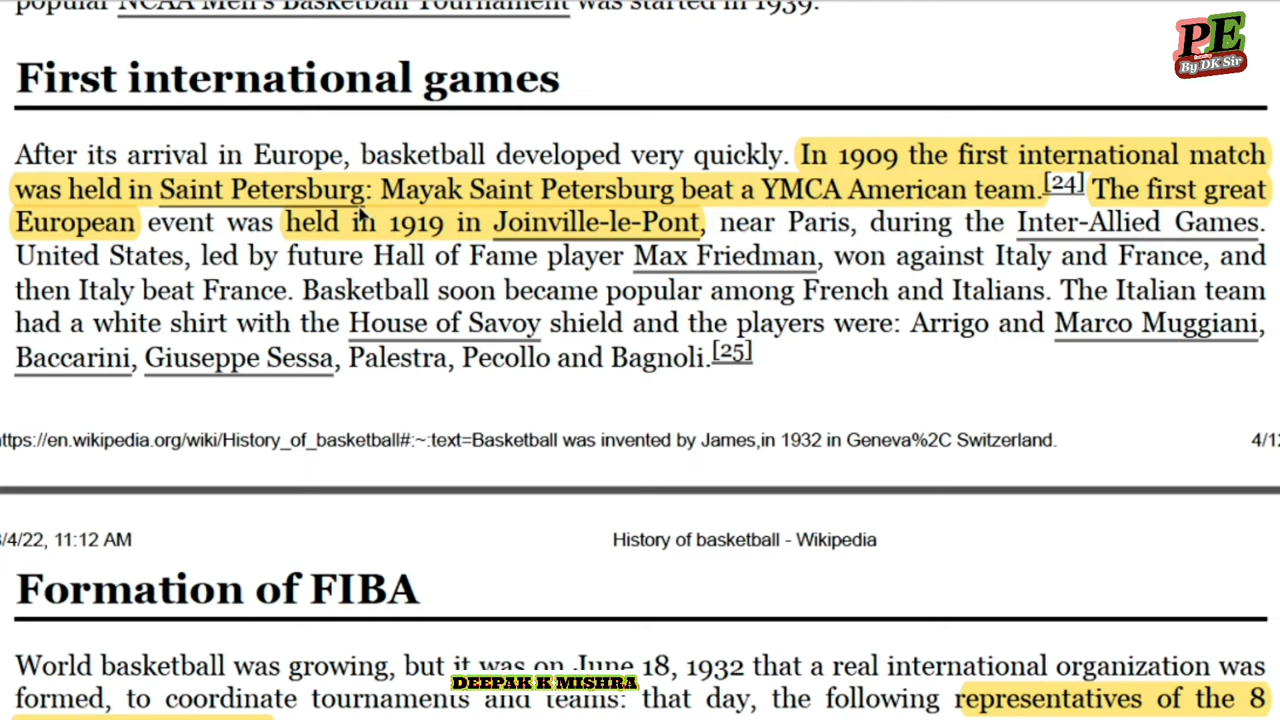 popular NCAA Men's Basketball Tournament was started in 1939.
PE
By DK Sir
First international games
After its arrival in Europe, basketball developed very quickly. In 1909 the first international match
was held in Saint Petersburg: Mayak Saint Petersburg beat a YMCA American team.[24] The first great
European event was held in 1919 in Joinville-le-Pont, near Paris, during the Inter-Allied Games.
United States, led by future Hall of Fame player Max Friedman, won against Italy and France, and
then Italy beat France. Basketball soon became popular among French and Italians. The Italian team
had a white shirt with the House of Savoy shield and the players were: Arrigo and Marco Muggiani,
Baccarini, Giuseppe Sessa, Palestra, Pecollo and Bagnoli.[25]
ttps://en.wikipedia.org/wiki/History_of_basketball#:~:text=Basketball was invented by James,in 1932 in Geneva%2C Switzerland. 4/12
/4/22, 11:12 AM History of basketball - Wikipedia
Formation of FIBA
World basketball was growing, but it was on June 18, 1932 that a real international organization was
formed, to coordinate tournaments and teams: that day, the following representatives of the 8
DEEPAK K MISHRA